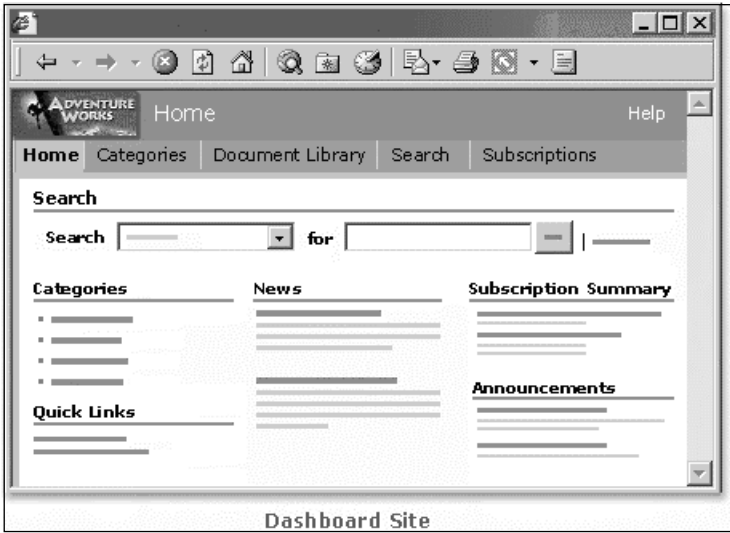 ADVENTURE
WORKS
Home
Help
Home Categories Document Library Search Subscriptions
Search
Search for
Categories
News
Subscription Summary
Quick Links
Announcements
Dashboard Site